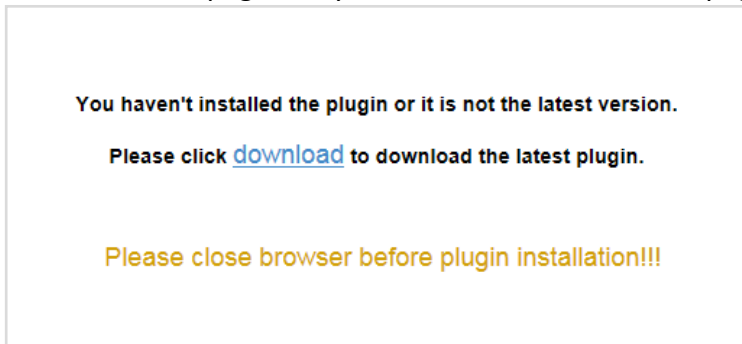 You haven't installed the plugin or it is not the latest version.
Please click download to download the latest plugin.
Please close browser before plugin installation!!!